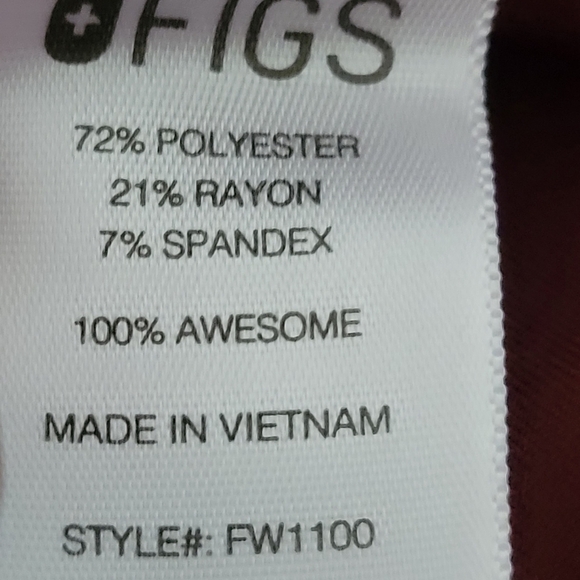 FIGS
72% POLYESTER
21% RAYON
7% SPANDEX
100% AWESOME
MADE IN VIETNAM
STYLE#: FW1100